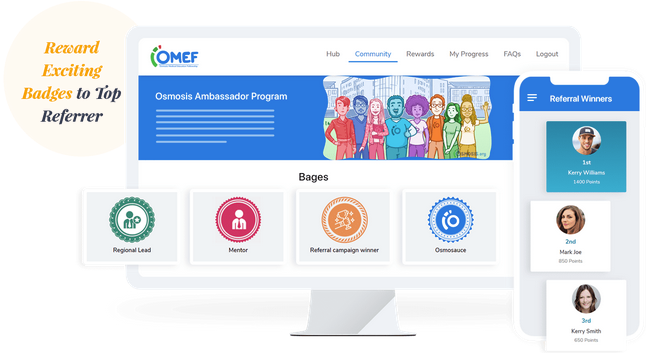 Reward
Exciting
Badges to Top
Referrer
OMEF
Hub Community Rewards My Progress FAQs Logout
Osmosis Ambassador Program
Bages
Regional Lead
Mentor
Referral campaign winner
Osmosauce
Referral Winners
1st
Kerry Williams
1400 Points
2nd
Mark Joe
850 Points
3rd
Kerry Smith
650 Points